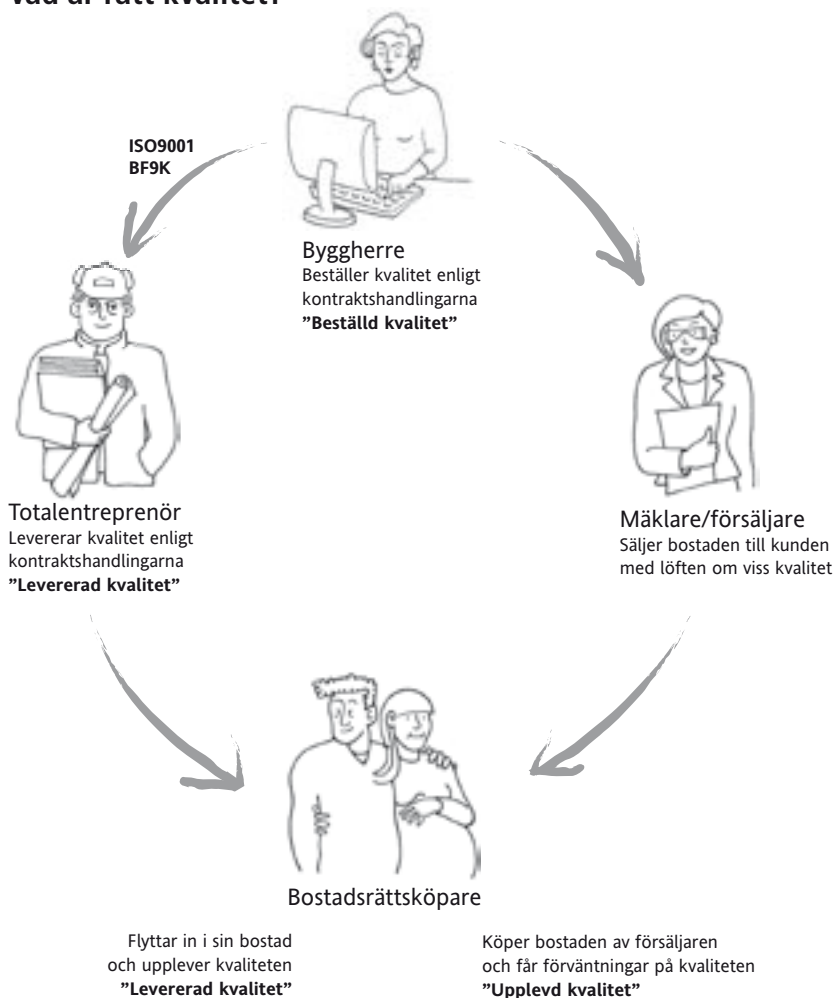 Vad är rätt kvalitet?
ISO9001
BF9K
Byggherre
Beställer kvalitet enligt
kontraktshandlingarna
”Beställd kvalitet”
Totalentreprenör
Levererar kvalitet enligt
kontraktshandlingarna
”Levererad kvalitet”
Mäklare/försäljare
Säljer bostaden till kunden
med löften om viss kvalitet
Bostadsrättsköpare
Flyttar in i sin bostad
och upplever kvaliteten
”Levererad kvalitet”
Köper bostaden av försäljaren
och får förväntningar på kvaliteten
”Upplevd kvalitet”